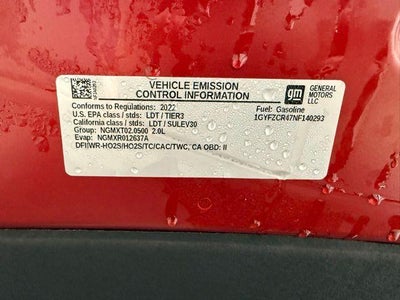 VEHICLE EMISSION
CONTROL INFORMATION
gm
GENERAL
MOTORS
LLC
Conforms to Regulations: 2022
Fuel: Gasoline
U.S. EPA class / stds: LDT / TIER3
1GYFZCR47NF140293
California class / stds: LDT / SULEV30
Group: NGMXT02.0500 2.0L
Evap: NGMXR012637A
DFI/WR-HO2S/HO2S/TC/CAC/TWC, CA OBD: II